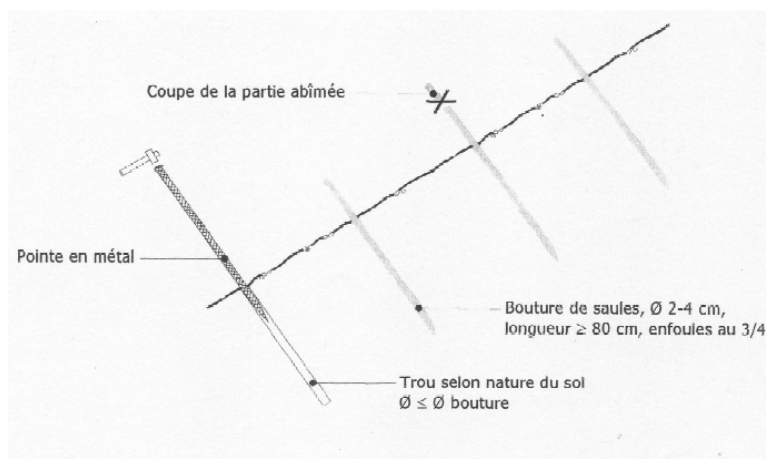 Coupe de la partie abîmée
Pointe en métal
Bouture de saules, Ø 2-4 cm,
longueur ≥ 80 cm, enfouies au 3/4
Trou selon nature du sol
Ø ≤ Ø bouture